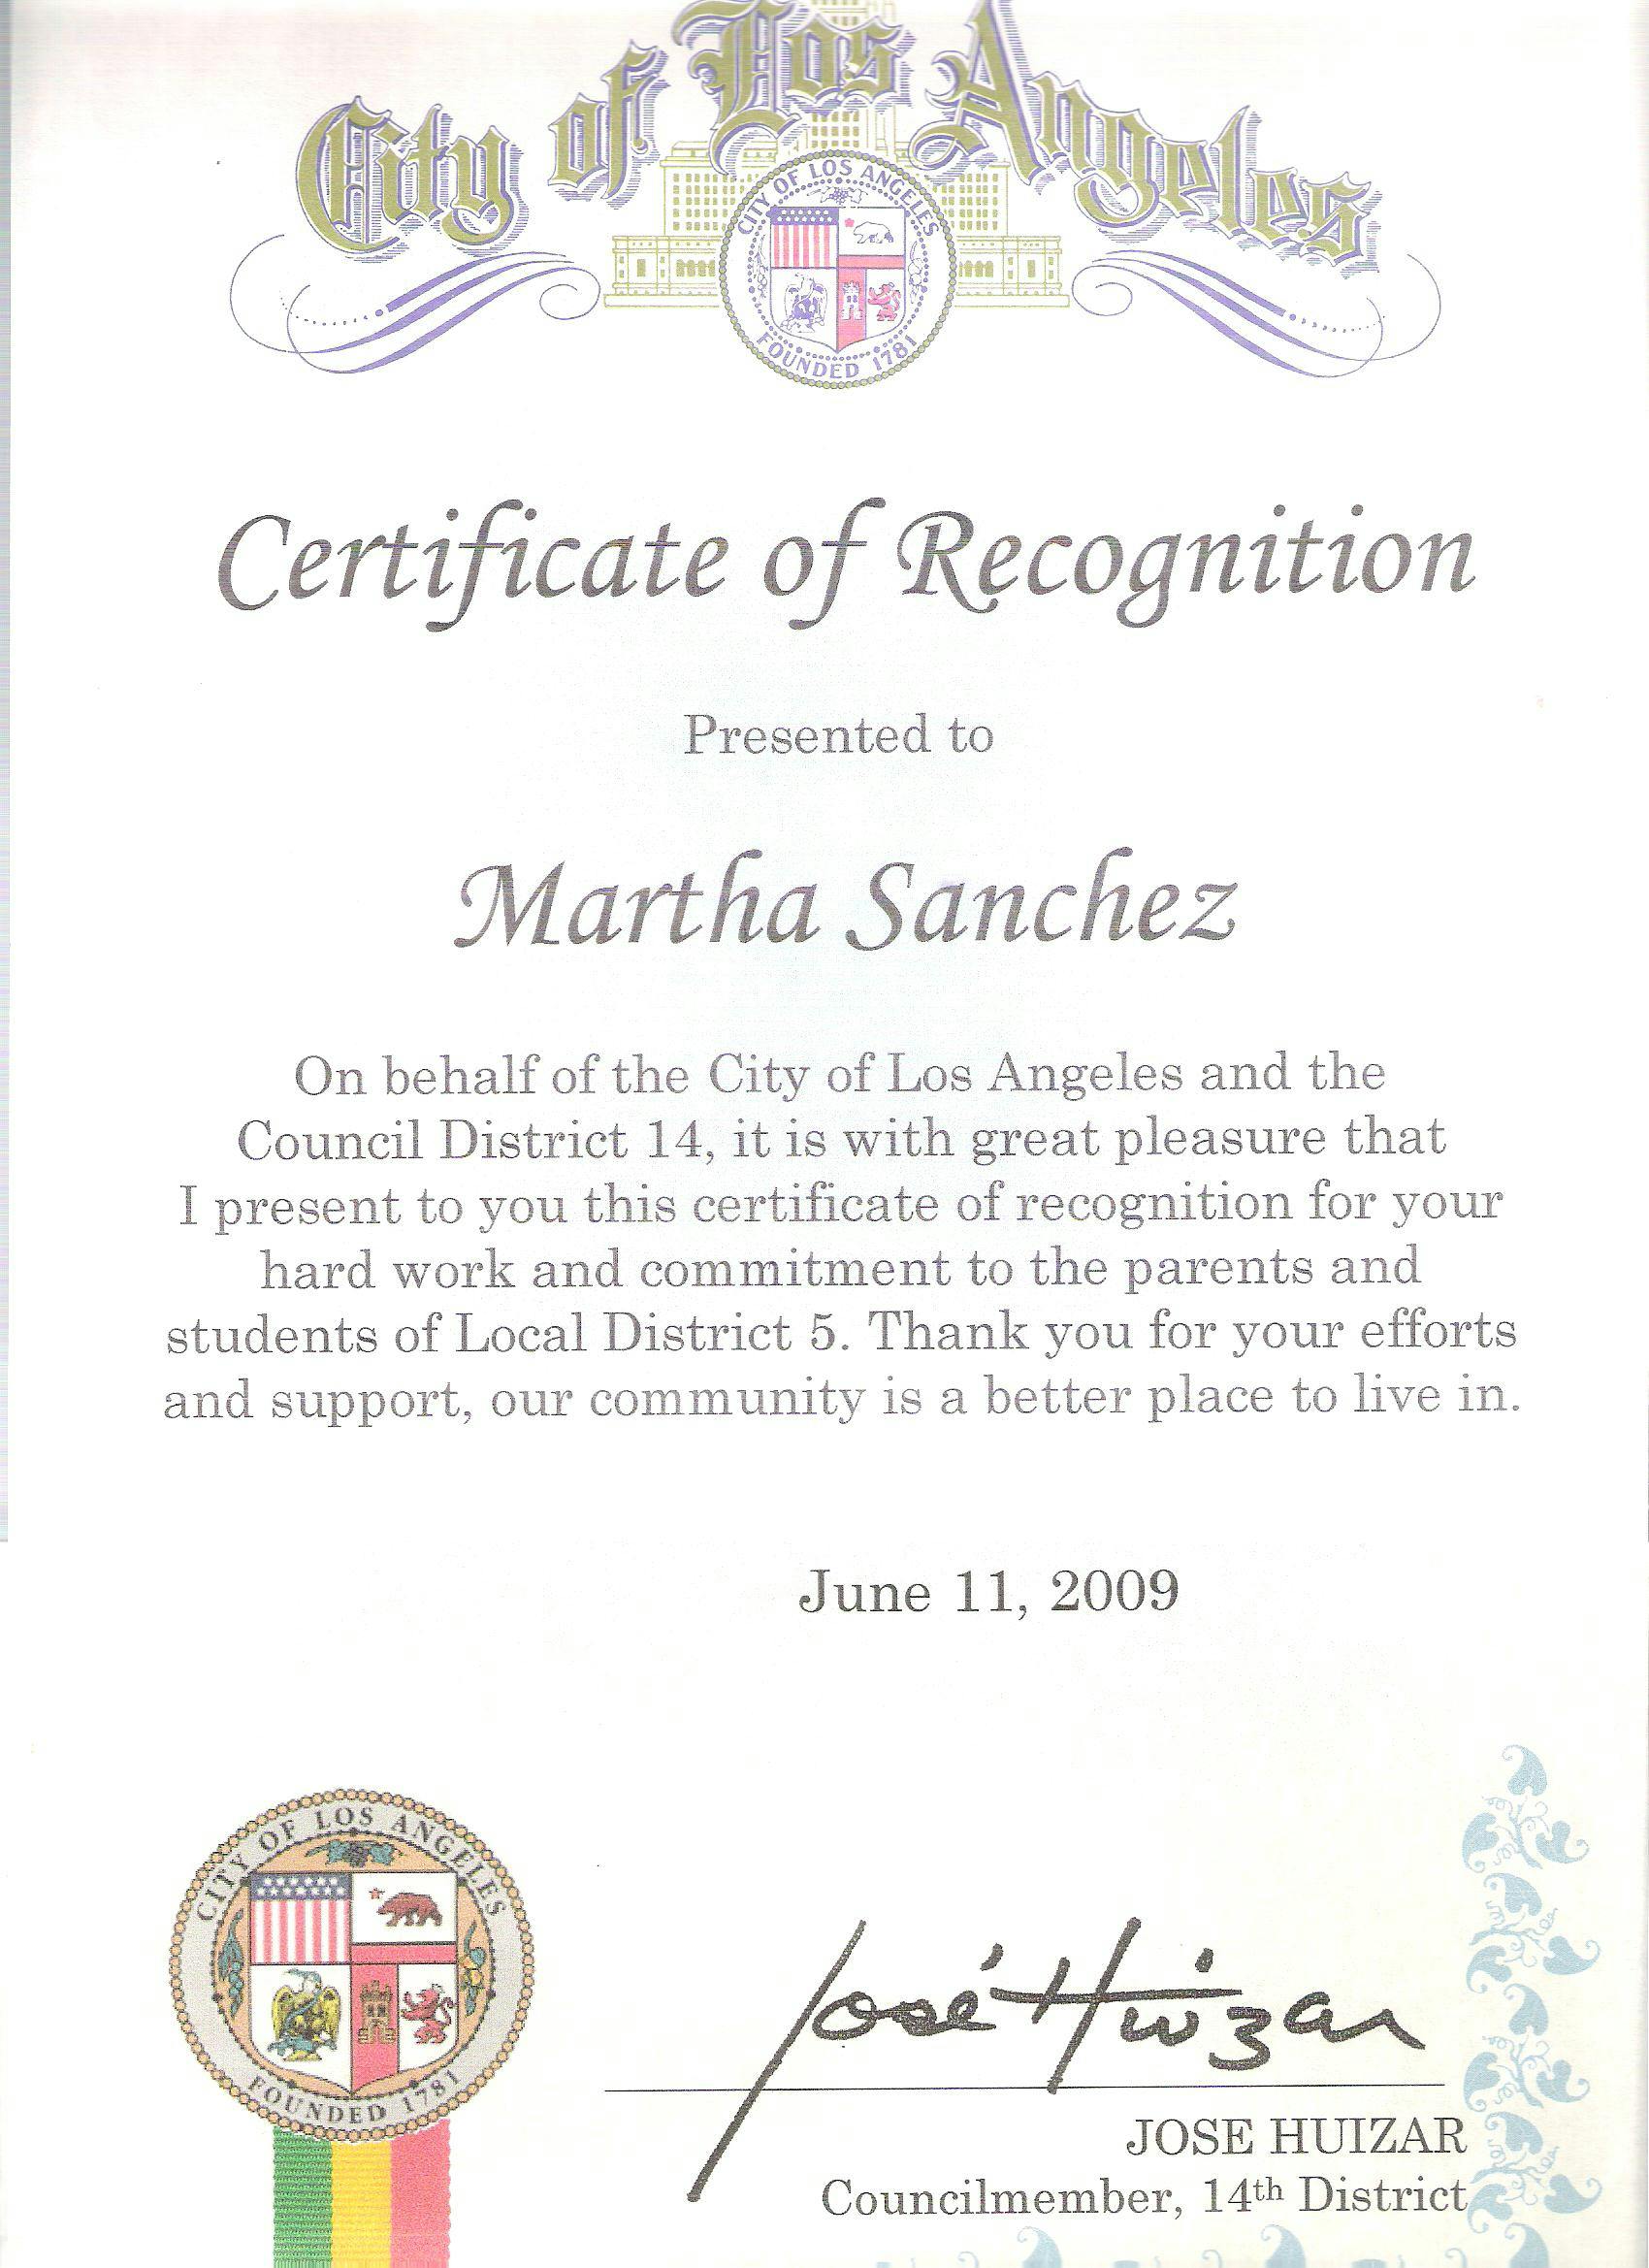 City of Los Angeles
CITY OF LOS ANGELES
FOUNDED 1781
Certificate of Recognition
Presented to
Martha Sanchez
On behalf of the City of Los Angeles and the
Council District 14, it is with great pleasure that
I present to you this certificate of recognition for your
hard work and commitment to the parents and
students of Local District 5. Thank you for your efforts
and support, our community is a better place to live in.
June 11, 2009
CITY OF LOS ANGELES
FOUNDED 1781
José Huizar
JOSE HUIZAR
Councilmember, 14th District